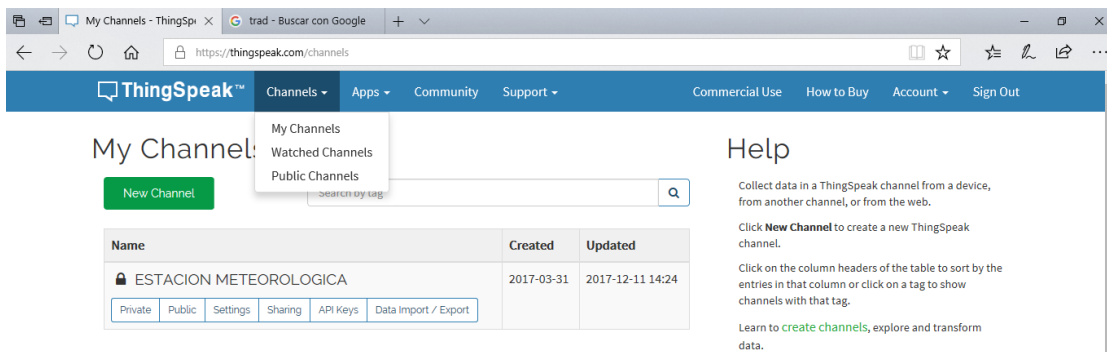 My Channels - ThingSpe
trad - Buscar con Google
https://thingspeak.com/channels
ThingSpeak™
Channels
Apps
Community
Support
Commercial Use
How to Buy
Account
Sign Out
My Channels
Watched Channels
Public Channels
My Channels
New Channel
Search by tag
Name
Created
Updated
ESTACION METEOROLOGICA
2017-03-31
2017-12-11 14:24
Private
Public
Settings
Sharing
API Keys
Data Import / Export
Help
Collect data in a ThingSpeak channel from a device,
from another channel, or from the web.
Click New Channel to create a new ThingSpeak
channel.
Click on the column headers of the table to sort by the
entries in that column or click on a tag to show
channels with that tag.
Learn to create channels, explore and transform
data.